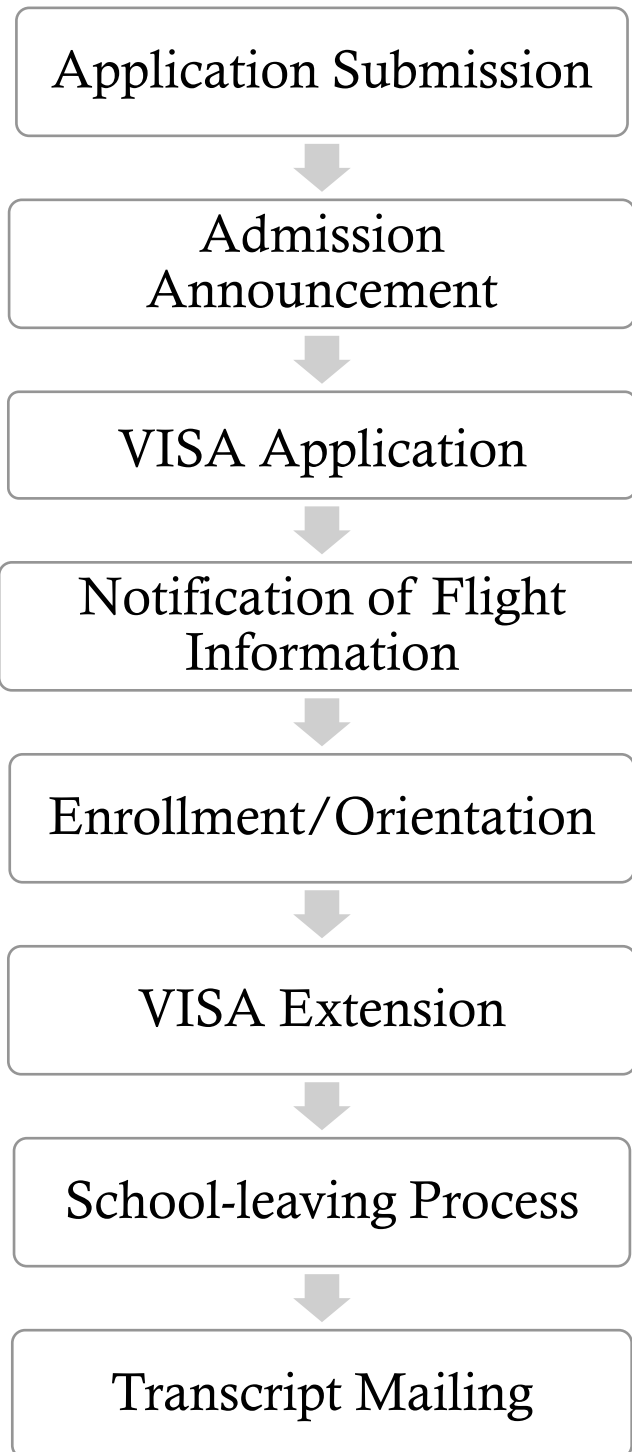 Application Submission
Admission
Announcement
VISA Application
Notification of Flight
Information
Enrollment/Orientation
VISA Extension
School-leaving Process
Transcript Mailing